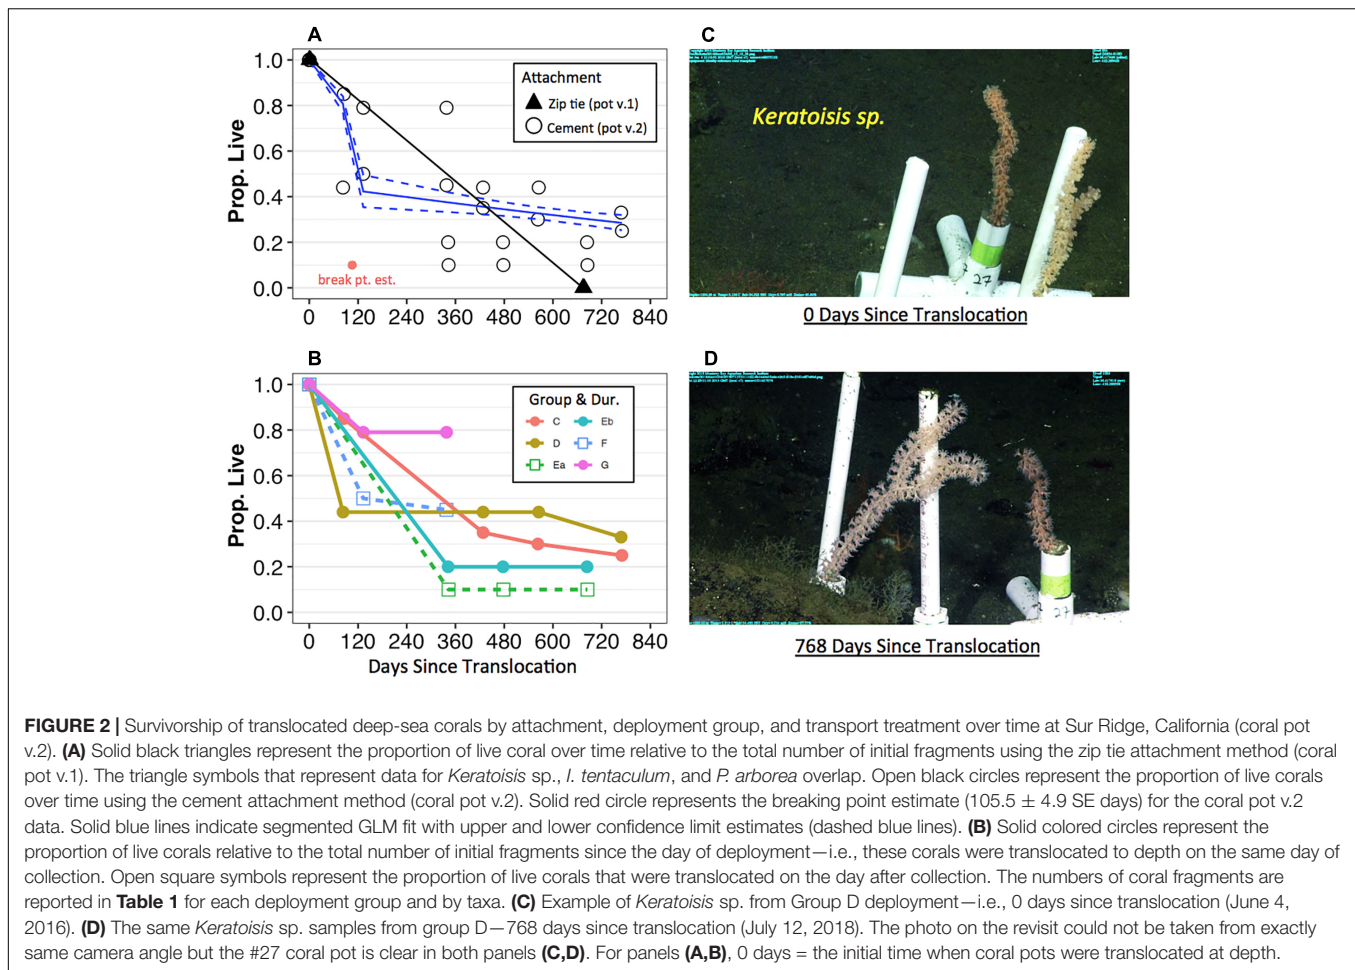 A
Prop. Live
1.0
0.8
0.6
0.4
0.2
0.0
Attachment
Zip tie (pot v.1)
Cement (pot v.2)
break pt. est.
0 120 240 360 480 600 720 840
B
Prop. Live
1.0
0.8
0.6
0.4
0.2
0.0
Group & Dur.
C Eb
D F
Ea G
0 120 240 360 480 600 720 840
Days Since Translocation
C
Keratoisis sp.
27
0 Days Since Translocation
D
27
768 Days Since Translocation
FIGURE 2 | Survivorship of translocated deep-sea corals by attachment, deployment group, and transport treatment over time at Sur Ridge, California (coral pot
v.2). (A) Solid black triangles represent the proportion of live coral over time relative to the total number of initial fragments using the zip tie attachment method (coral
pot v.1). The triangle symbols that represent data for Keratoisis sp., I. tentaculum, and P. arborea overlap. Open black circles represent the proportion of live corals
over time using the cement attachment method (coral pot v.2). Solid red circle represents the breaking point estimate (105.5 ± 4.9 SE days) for the coral pot v.2
data. Solid blue lines indicate segmented GLM fit with upper and lower confidence limit estimates (dashed blue lines). (B) Solid colored circles represent the
proportion of live corals relative to the total number of initial fragments since the day of deployment—i.e., these corals were translocated to depth on the same day of
collection. Open square symbols represent the proportion of live corals that were translocated on the day after collection. The numbers of coral fragments are
reported in Table 1 for each deployment group and by taxa. (C) Example of Keratoisis sp. from Group D deployment—i.e., 0 days since translocation (June 4,
2016). (D) The same Keratoisis sp. samples from group D—768 days since translocation (July 12, 2018). The photo on the revisit could not be taken from exactly
same camera angle but the #27 coral pot is clear in both panels (C,D). For panels (A,B), 0 days = the initial time when coral pots were translocated at depth.